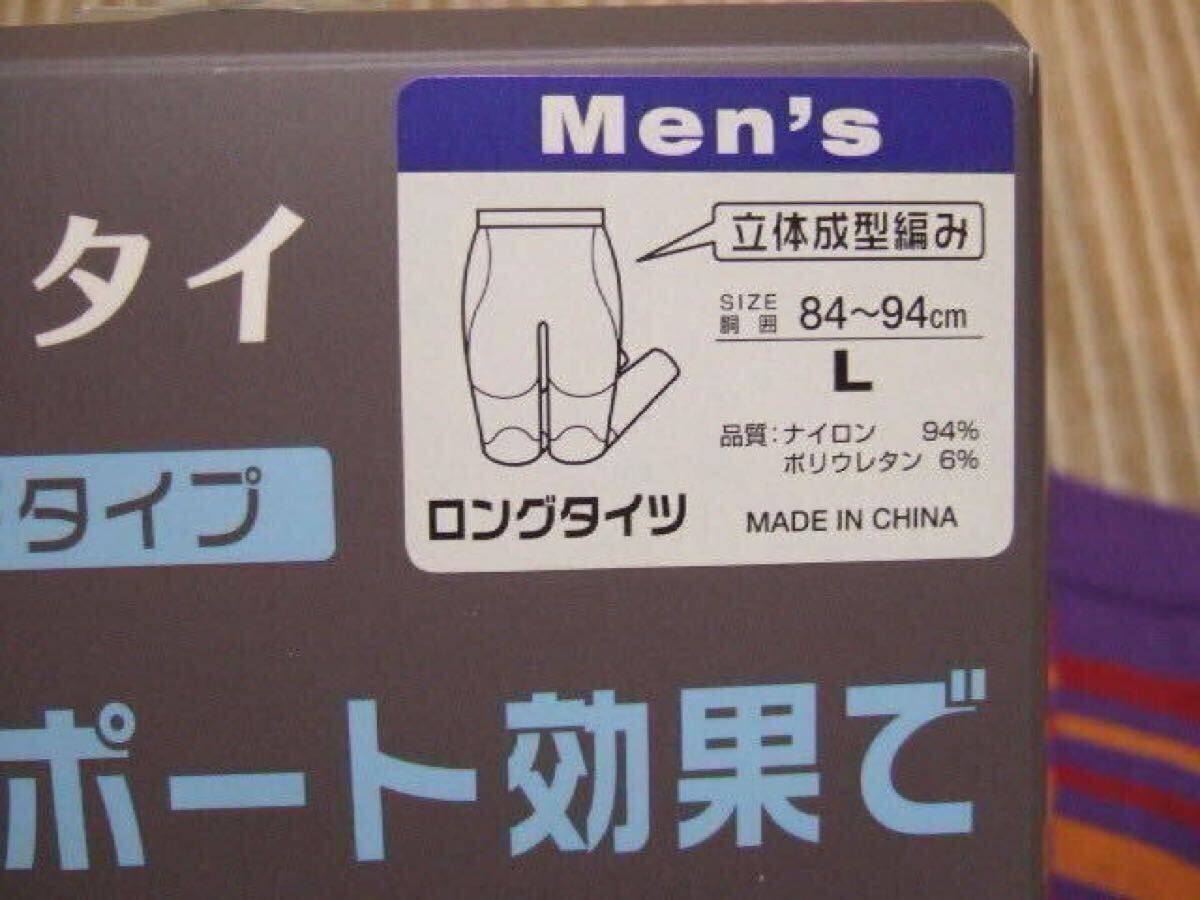 Men's
立体成型編み
SIZE
胴囲 84〜94cm
L
品質:ナイロン 94%
ポリウレタン 6%
ロングタイツ
MADE IN CHINA
タイ
タイプ
ポート効果で